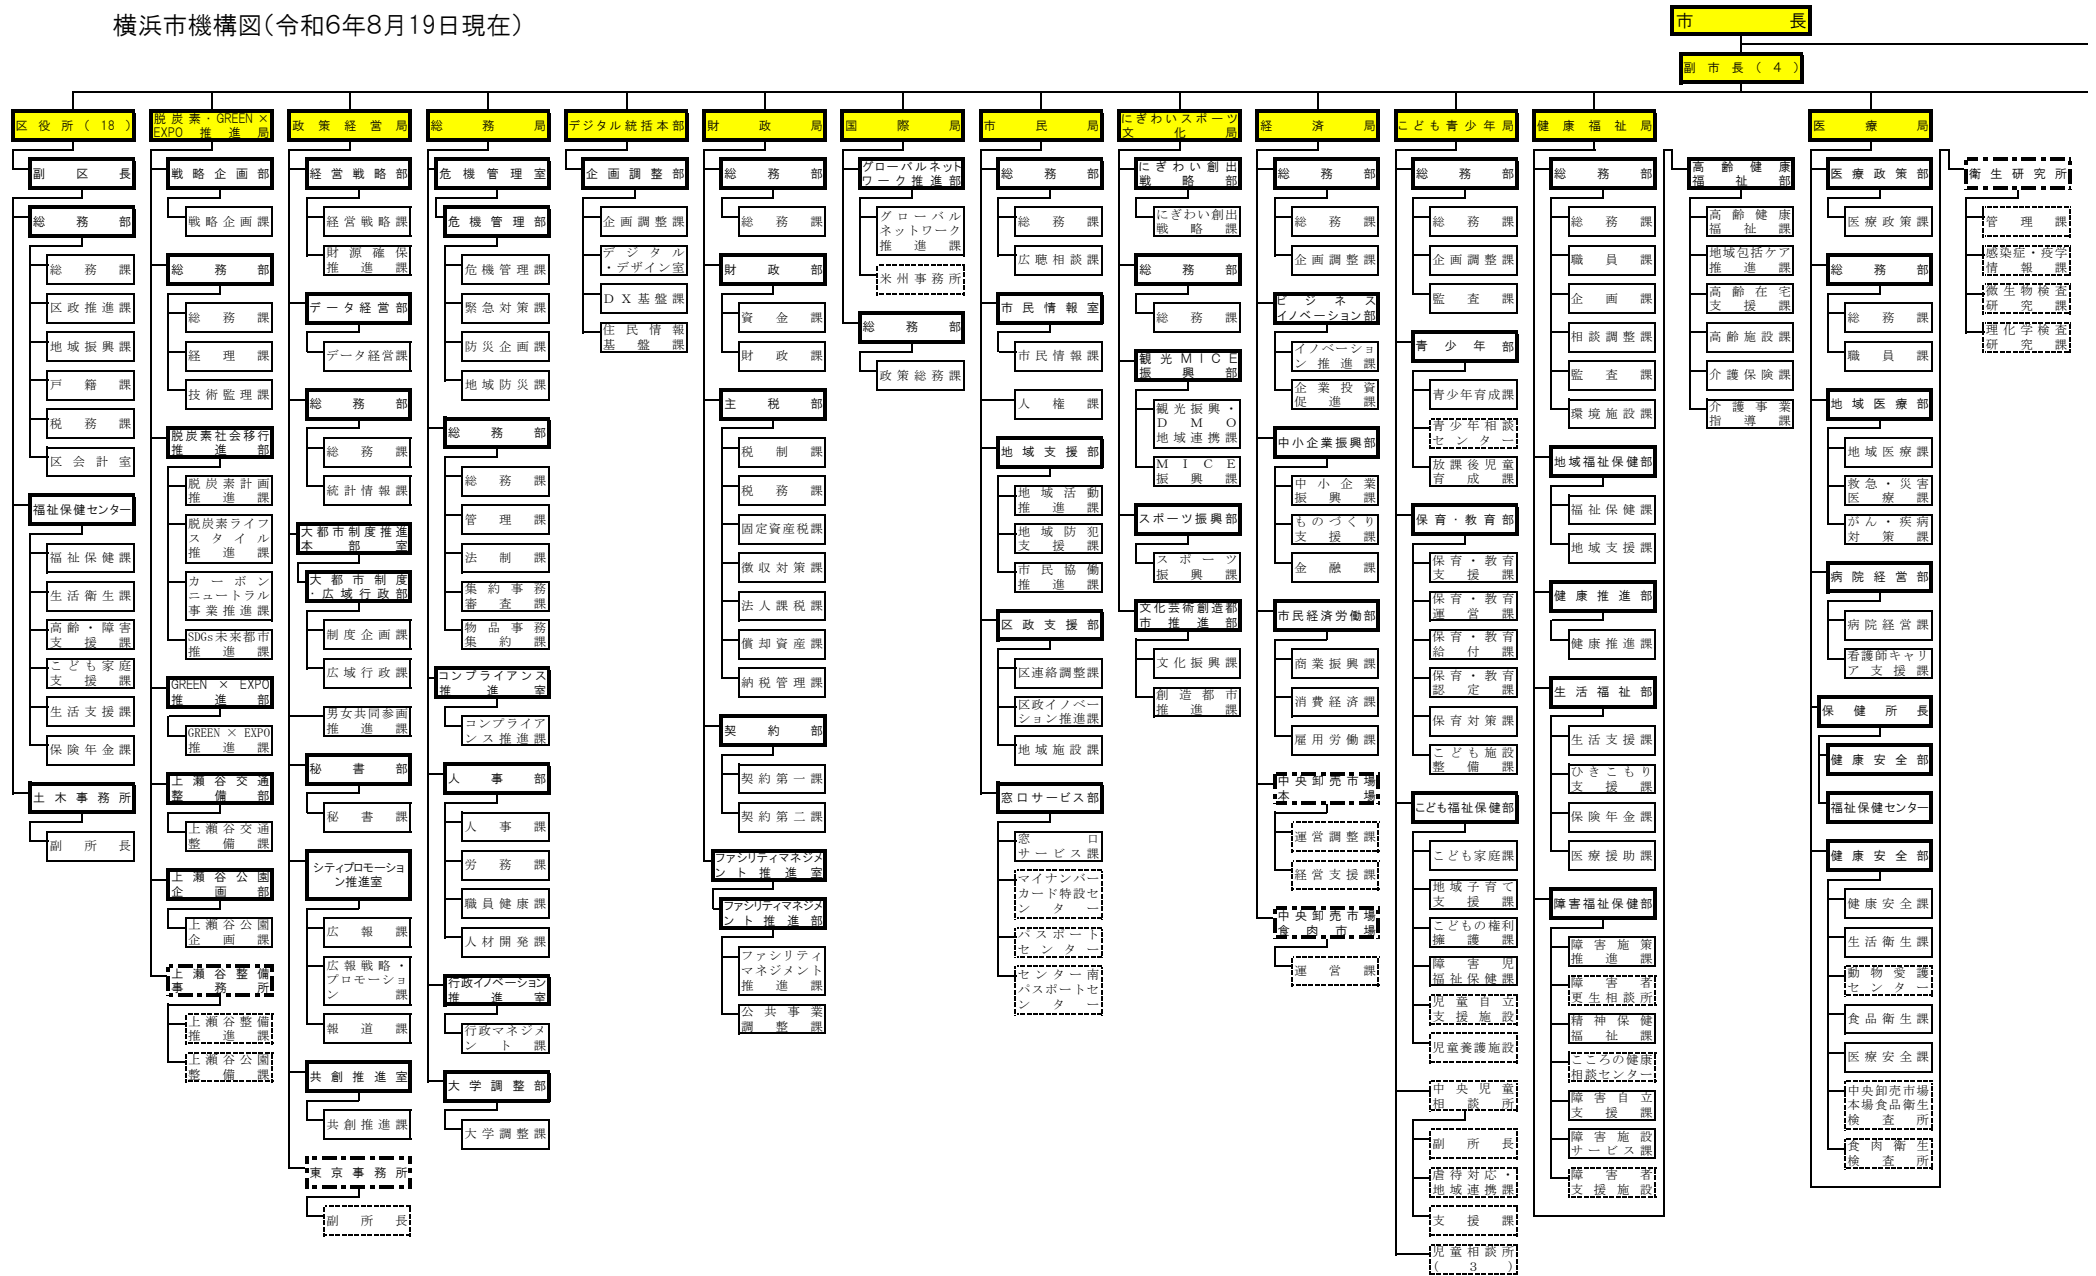 横浜市機構図(令和6年8月19日現在)
市長
副市長(4)
区役所(18)
副区長
総務部
総務課
区政推進課
地域振興課
戸籍課
税務課
区会計室
福祉保健センター
福祉保健課
生活衛生課
高齢・障害
支援課
こども家庭
支援課
生活支援課
保険年金課
土木事務所
副所長
脱炭素・GREEN×
EXPO推進局
戦略企画部
戦略企画課
総務部
総務課
経理課
技術監理課
脱炭素社会移行
推進部
脱炭素計画
推進課
脱炭素ライフ
スタイル
推進課
カーボン
ニュートラル
事業推進課
SDGs未来都市
推進課
GREEN×EXPO
推進部
GREEN×EXPO
推進課
上瀬谷交通
整備部
上瀬谷交通
整備課
上瀬谷公園
企画部
上瀬谷公園
企画課
上瀬谷整備
事務所
上瀬谷整備
推進課
上瀬谷公園
整備課
政策経営局
経営戦略部
経営戦略課
財源確保
推進課
データ経営部
データ経営課
総務部
総務課
統計情報課
大都市制度推進
本部室
大都市制度
・広域行政部
制度企画課
広域行政課
男女共同参画
推進課
秘書部
秘書課
シティプロモーショ
ン推進室
広報課
広報戦略・
プロモーショ
ン課
報道課
共創推進室
共創推進課
東京事務所
副所長
総務局
危機管理室
危機管理部
危機管理課
緊急対策課
防災企画課
地域防災課
総務部
総務課
管理課
法制課
集約事務
審査課
物品事務
集約課
コンプライアンス
推進室
コンプライア
ンス推進課
人事部
人事課
労務課
職員健康課
人材開発課
行政イノベーション
推進室
行政マネジメ
ント課
大学調整部
大学調整課
デジタル統括本部
企画調整部
企画調整課
デジタル
・デザイン室
DX基盤課
住民情報
基盤課
財政局
総務部
総務課
財政部
資金課
財政課
主税部
税制課
税務課
固定資産税課
徴収対策課
法人課税課
償却資産課
納税管理課
契約部
契約第一課
契約第二課
ファシリティマネジメ
ント推進室
ファシリティマネジメ
ント推進部
ファシリティ
マネジメント
推進課
公共事業
調整課
国際局
グローバルネット
ワーク推進部
グローバル
ネットワーク
推進課
米州事務所
総務部
政策総務課
市民局
総務部
総務課
広聴相談課
市民情報室
市民情報課
人権課
地域支援部
地域活動
推進課
地域防犯
支援課
市民協働
推進課
区政支援部
区連絡調整課
区政イノベー
ション推進課
地域施設課
窓口サービス部
窓口
サービス課
マイナンバー
カード特設セ
ンター
パスポート
センター
センター南
パスポートセ
ンター
にぎわいスポーツ
文化局
にぎわい創出
戦略部
にぎわい創出
戦略課
総務部
総務課
観光MICE
振興部
観光振興・
DMO
地域連携課
MICE
振興課
スポーツ振興部
スポーツ
振興課
文化芸術創造都
市推進部
文化振興課
創造都市
推進課
経済局
総務部
総務課
企画調整課
ビジネス
イノベーション部
イノベーショ
ン推進課
企業投資
促進課
中小企業振興部
中小企業
振興課
ものづくり
支援課
金融課
市民経済労働部
商業振興課
消費経済課
雇用労働課
中央卸売市場
本場
運営調整課
経営支援課
中央卸売市場
食肉市場
運営課
こども青少年局
総務部
総務課
企画調整課
監査課
青少年部
青少年育成課
青少年相談
センター
放課後児童
育成課
保育・教育部
保育・教育
支援課
保育・教育
運営課
保育・教育
給付課
保育・教育
認定課
保育対策課
こども施設
整備課
こども福祉保健部
こども家庭課
地域子育て
支援課
こどもの権利
擁護課
障害児
福祉保健課
児童自立
支援施設
児童養護施設
中央児童
相談所
副所長
虐待対応・
地域連携課
支援課
児童相談所
(3)
健康福祉局
総務部
総務課
職員課
企画課
相談調整課
監査課
環境施設課
地域福祉保健部
福祉保健課
地域支援課
健康推進部
健康推進課
生活福祉部
生活支援課
ひきこもり
支援課
保険年金課
医療援助課
障害福祉保健部
障害施策
推進課
障害者
更生相談所
精神保健
福祉課
こころの健康
相談センター
障害自立
支援課
障害施設
サービス課
障害者
支援施設
高齢健康
福祉部
高齢健康
福祉課
地域包括ケア
推進課
高齢在宅
支援課
高齢施設課
介護保険課
介護事業
指導課
医療局
医療政策部
医療政策課
総務部
総務課
職員課
地域医療部
地域医療課
救急・災害
医療課
がん・疾病
対策課
病院経営部
病院経営課
看護師キャリ
ア支援課
保健所長
健康安全部
福祉保健センター
健康安全部
健康安全課
生活衛生課
動物愛護
センター
食品衛生課
医療安全課
中央卸売市場
本場食品衛生
検査所
食肉衛生
検査所
衛生研究所
管理課
感染症・疫学
情報課
微生物検査
研究課
理化学検査
研究課